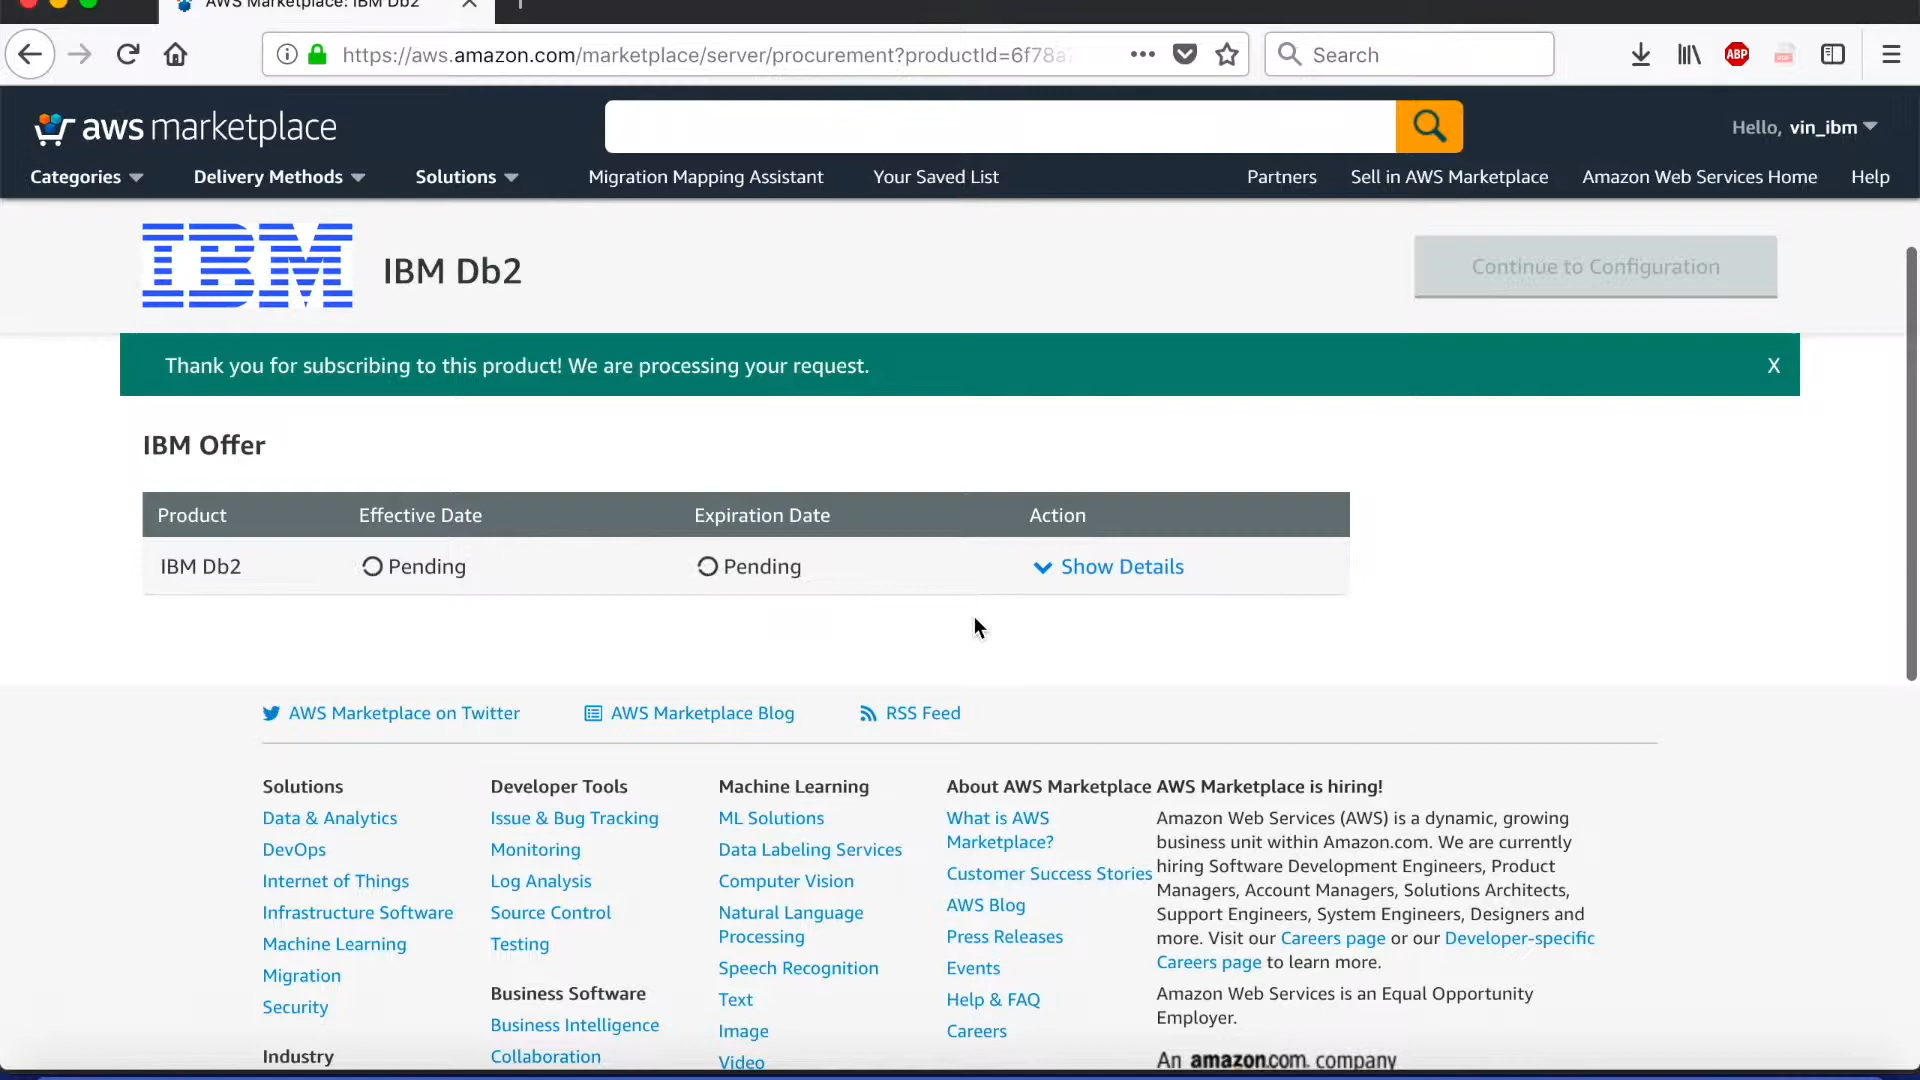 AWS Marketplace: IBM Db2
https://aws.amazon.com/marketplace/server/procurement?productId=6f78a
Search
ABP
aws marketplace
Hello, vin_ibm
Categories
Delivery Methods
Solutions
Migration Mapping Assistant
Your Saved List
Partners
Sell in AWS Marketplace
Amazon Web Services Home
Help
IBM
IBM Db2
Continue to Configuration
Thank you for subscribing to this product! We are processing your request.
X
IBM Offer
Product
Effective Date
Expiration Date
Action
IBM Db2
Pending
Pending
Show Details
AWS Marketplace on Twitter
AWS Marketplace Blog
RSS Feed
Solutions
Data & Analytics
DevOps
Internet of Things
Infrastructure Software
Machine Learning
Migration
Security
Industry
Developer Tools
Issue & Bug Tracking
Monitoring
Log Analysis
Source Control
Testing
Business Software
Business Intelligence
Collaboration
Machine Learning
ML Solutions
Data Labeling Services
Computer Vision
Natural Language
Processing
Speech Recognition
Text
Image
Video
About AWS Marketplace
What is AWS
Marketplace?
Customer Success Stories
AWS Blog
Press Releases
Events
Help & FAQ
Careers
AWS Marketplace is hiring!
Amazon Web Services (AWS) is a dynamic, growing
business unit within Amazon.com. We are currently
hiring Software Development Engineers, Product
Managers, Account Managers, Solutions Architects,
Support Engineers, System Engineers, Designers and
more. Visit our Careers page or our Developer-specific
Careers page to learn more.
Amazon Web Services is an Equal Opportunity
Employer.
An amazon.com. company